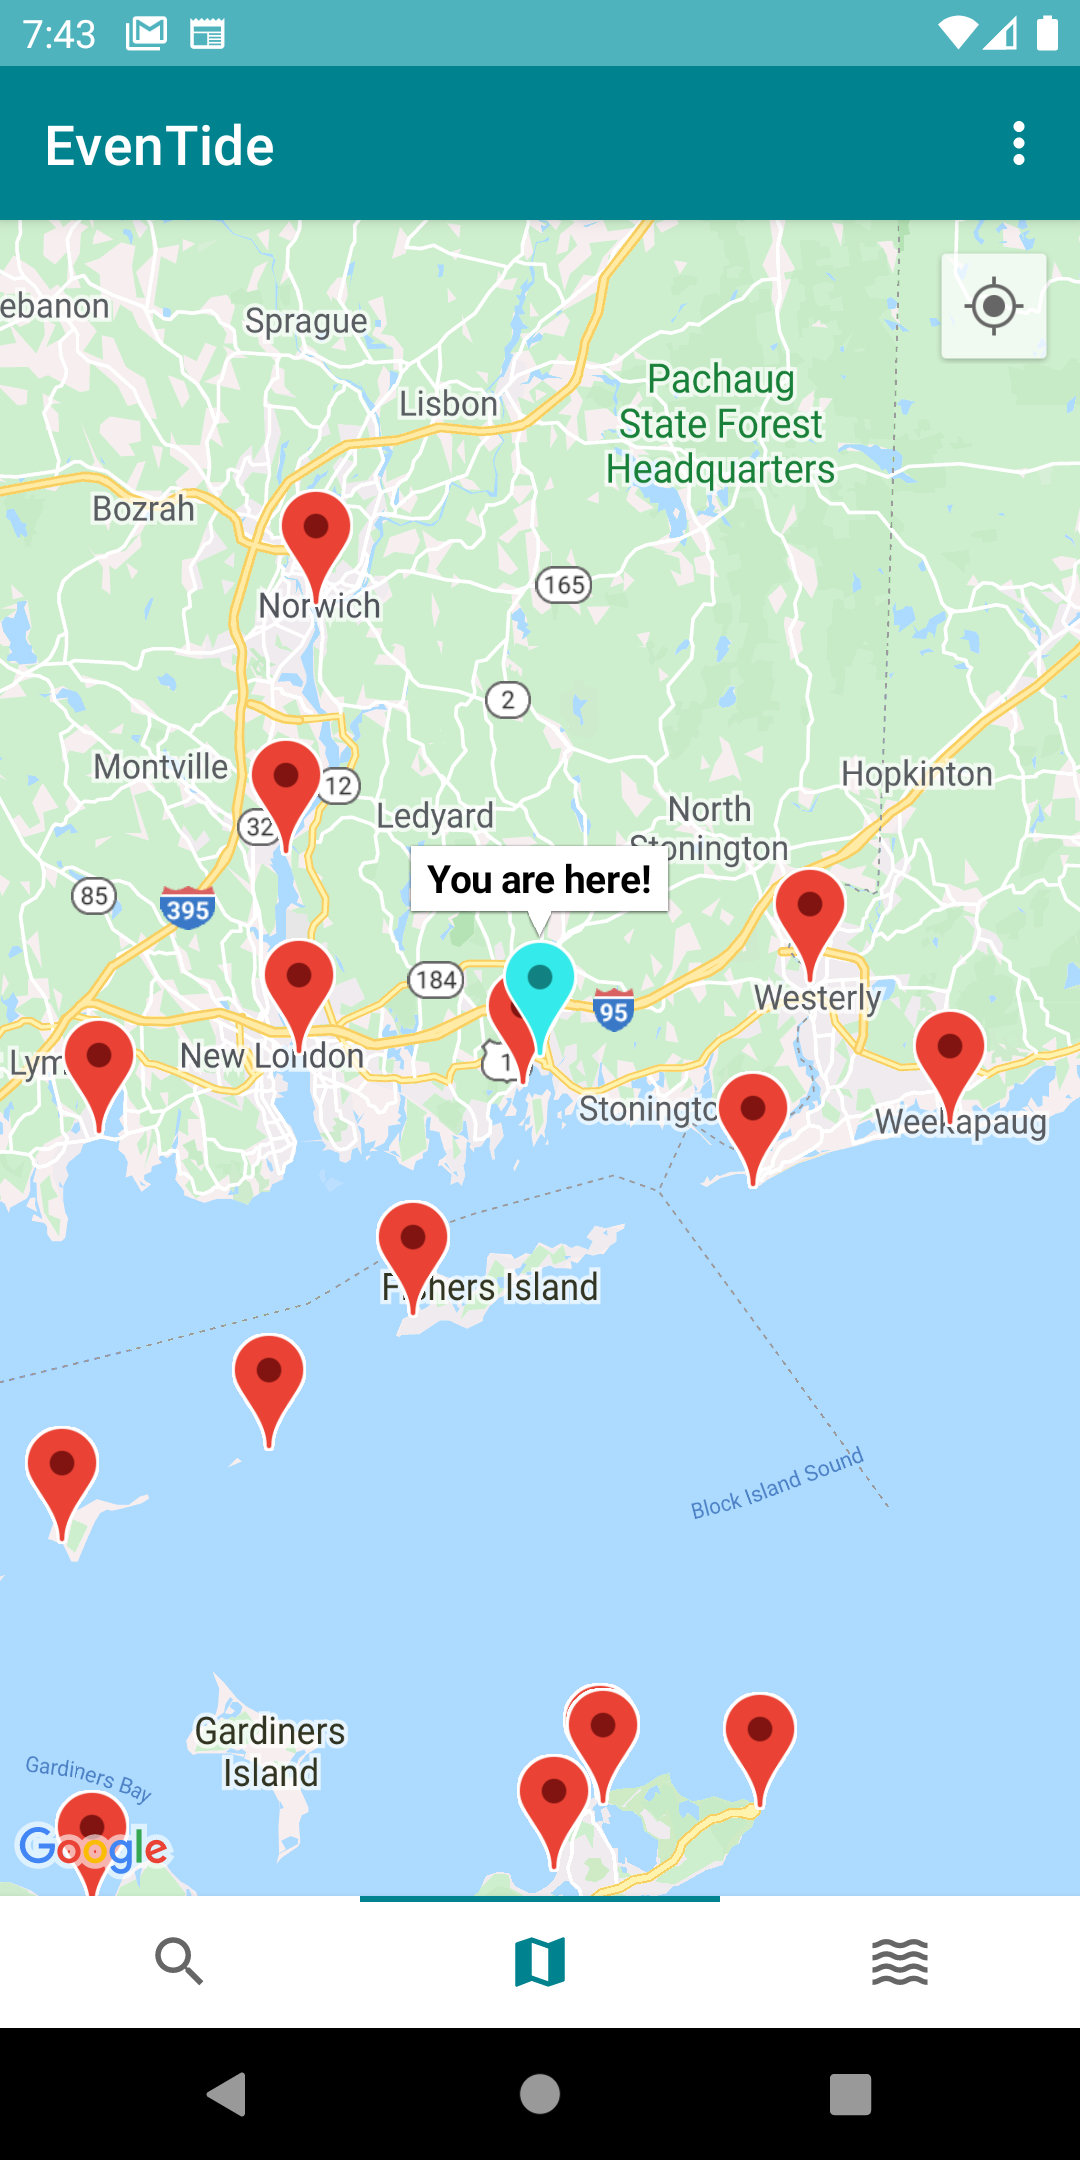 7:43
EvenTide
ebanon
Sprague
Lisbon
Pachaug
State Forest
Headquarters
Bozrah
165
Norwich
2
Montville
12
Hopkinton
32
Ledyard
North
Stonington
85
395
You are here!
184
95
Westerly
Lym
New London
1
Stoningto
Weekapaug
Fishers Island
Block Island Sound
Gardiners
Island
Gardiners Bay
Google